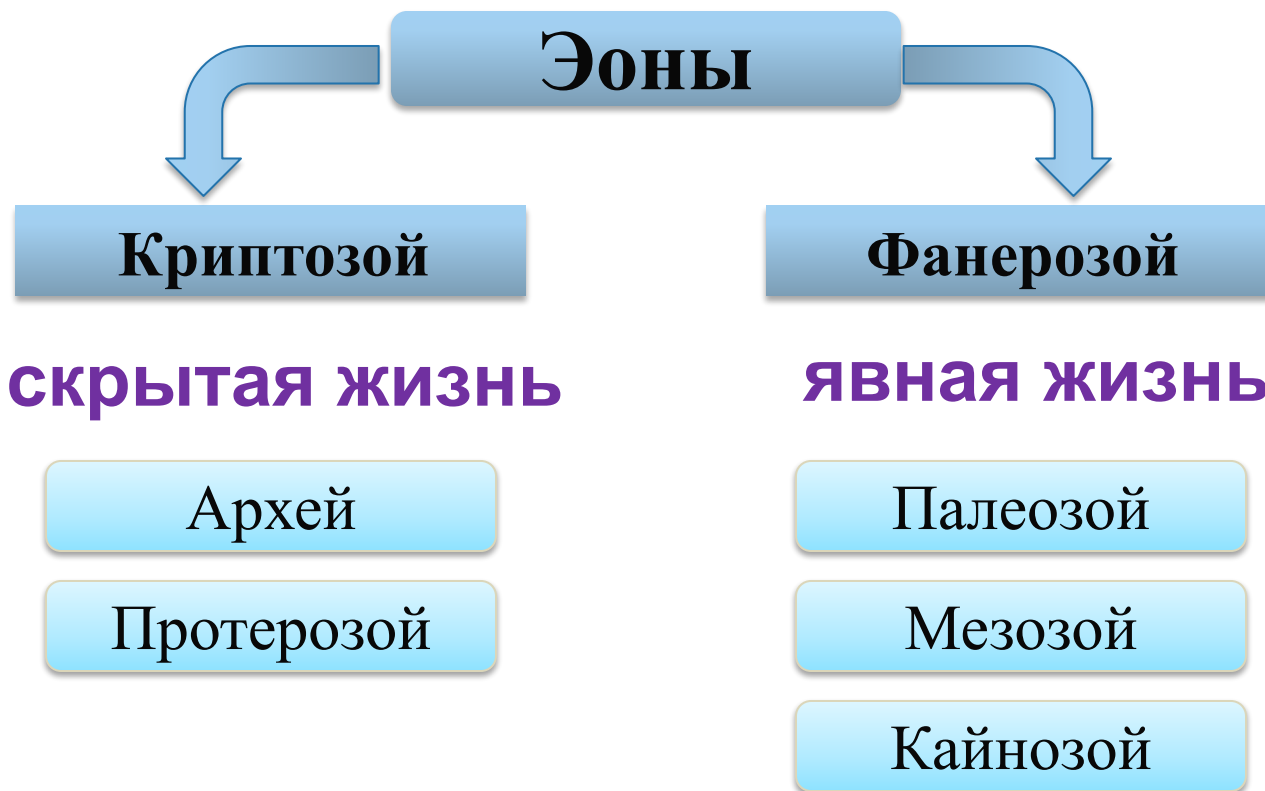 Эоны
Криптозой
Фанерозой
скрытая жизнь
явная жизнь
Архей
Палеозой
Протерозой
Мезозой
Кайнозой